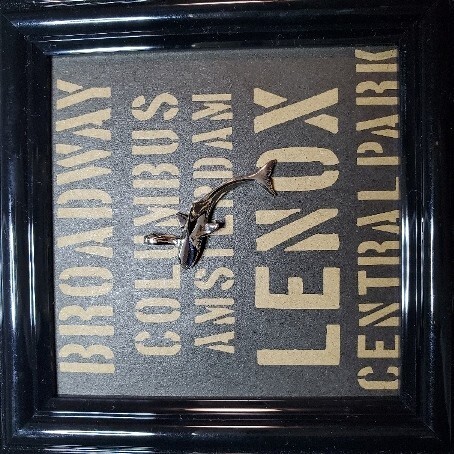 BROADWAY
COLUMBUS
AMSTERDAM
LENOX
CENTRAL PARK